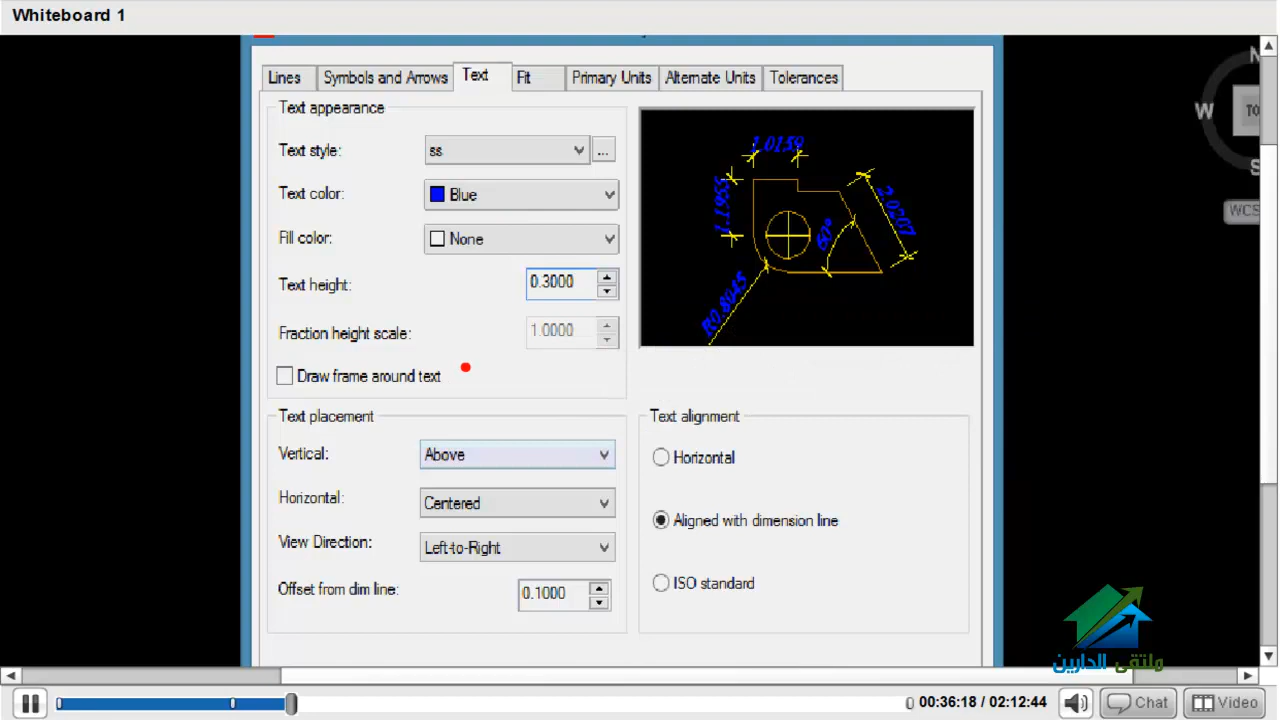 Whiteboard 1
Lines
Symbols and Arrows
Text
Fit
Primary Units
Alternate Units
Tolerances
Text appearance
Text style:
ss
...
Text color:
Blue
Fill color:
None
Text height:
0.3000
Fraction height scale:
1.0000
Draw frame around text
1.0159
1.1955
2.0207
60°
R0.8045
Text placement
Vertical:
Above
Horizontal:
Centered
View Direction:
Left-to-Right
Offset from dim line:
0.1000
Text alignment
Horizontal
Aligned with dimension line
ISO standard
N
W
TO
S
WCS
ملتقى الدارين
00:36:18 / 02:12:44
Chat
Video